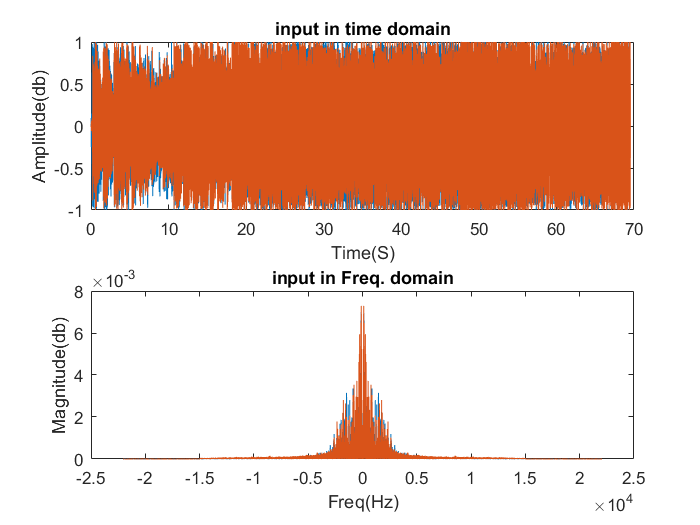 input in time domain
Amplitude(db)
1
0.5
0
-0.5
-1
0 10 20 30 40 50 60 70
Time(S)
input in Freq. domain
×10⁻³
Magnitude(db)
8
6
4
2
0
-2.5 -2 -1.5 -1 -0.5 0 0.5 1 1.5 2 2.5
Freq(Hz)
×10⁴